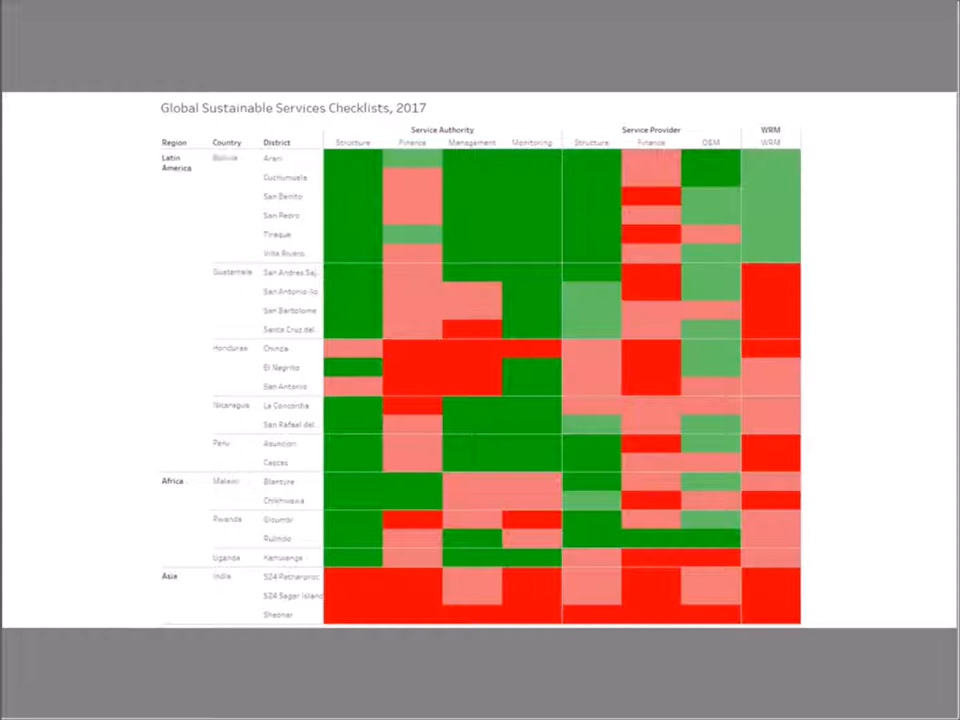 Global Sustainable Services Checklists, 2017
Service Authority Service Provider WRM
Region Country District Structure Finance Management Monitoring Structure Finance O&M WRM
Latin America Bolivia Arani
Cuchumuela
San Benito
San Pedro
Tiraque
Villa Rivero
Guatemala San Andres Saj..
San Antonio Ilo..
San Bartolome
Santa Cruz del..
Honduras Chinda
El Negrito
San Antonio
Nicaragua La Concordia
San Rafael del..
Peru Asuncion
Cascas
Africa Malawi Blantyre
Chikhwawa
Rwanda Gicumbi
Rulindo
Uganda Kamwenge
Asia India S24 Patharproc..
S24 Sagar Island
Sheohar